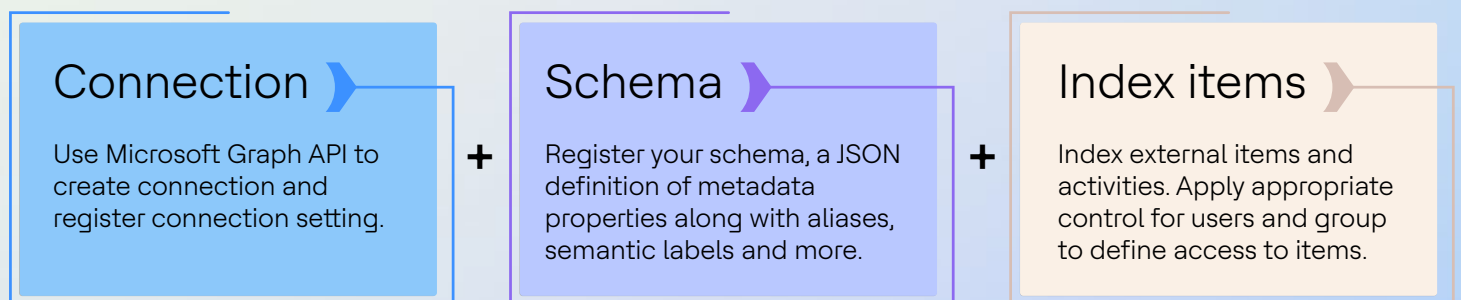 Connection
Use Microsoft Graph API to
create connection and
register connection setting.
+
Schema
Register your schema, a JSON
definition of metadata
properties along with aliases,
semantic labels and more.
+
Index items
Index external items and
activities. Apply appropriate
control for users and group
to define access to items.